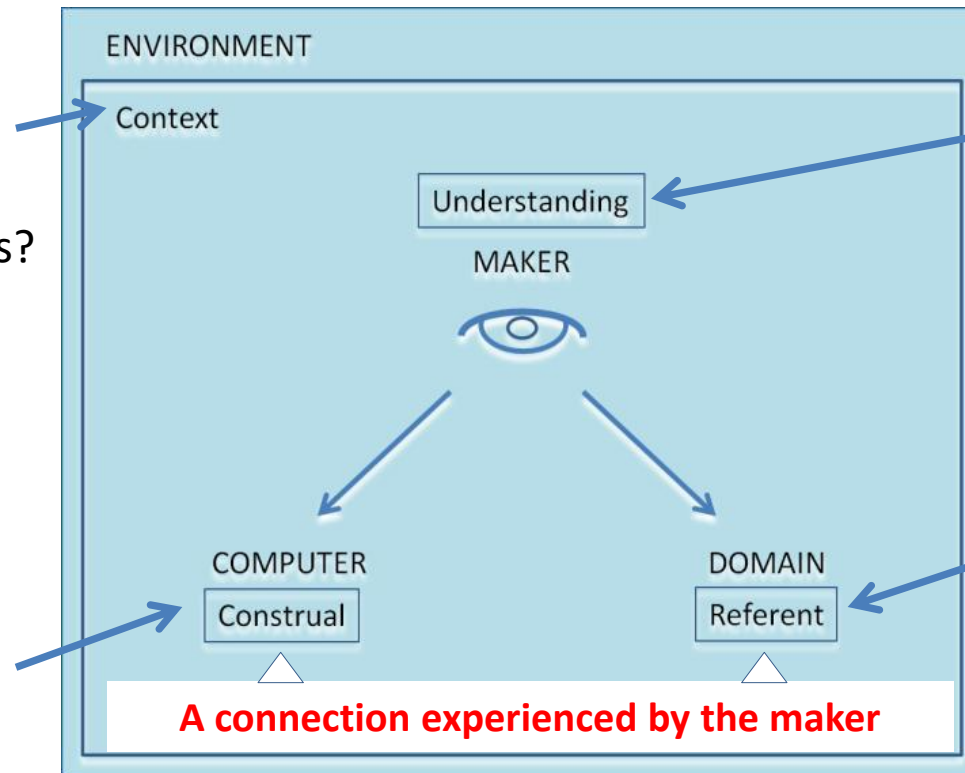 ENVIRONMENT
Context
Understanding
s?
MAKER
COMPUTER
DOMAIN
Construal
Referent
A connection experienced by the maker